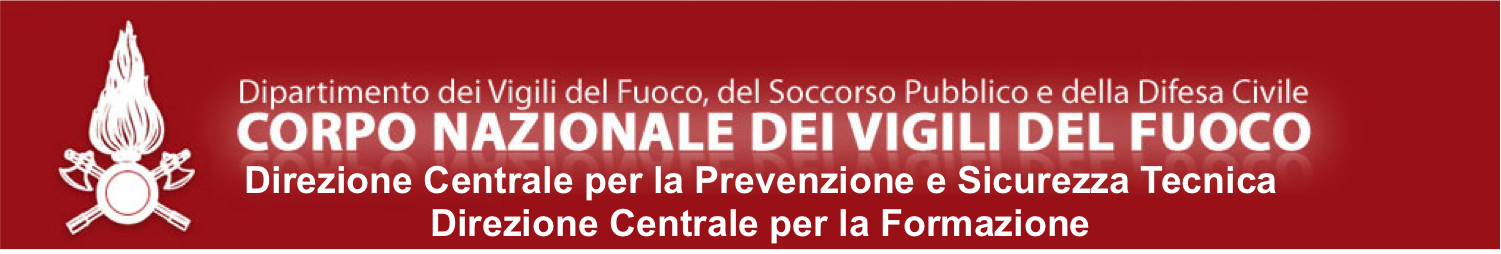 Dipartimento dei Vigili del Fuoco, del Soccorso Pubblico e della Difesa Civile
CORPO NAZIONALE DEI VIGILI DEL FUOCO
Direzione Centrale per la Prevenzione e Sicurezza Tecnica
Direzione Centrale per la Formazione